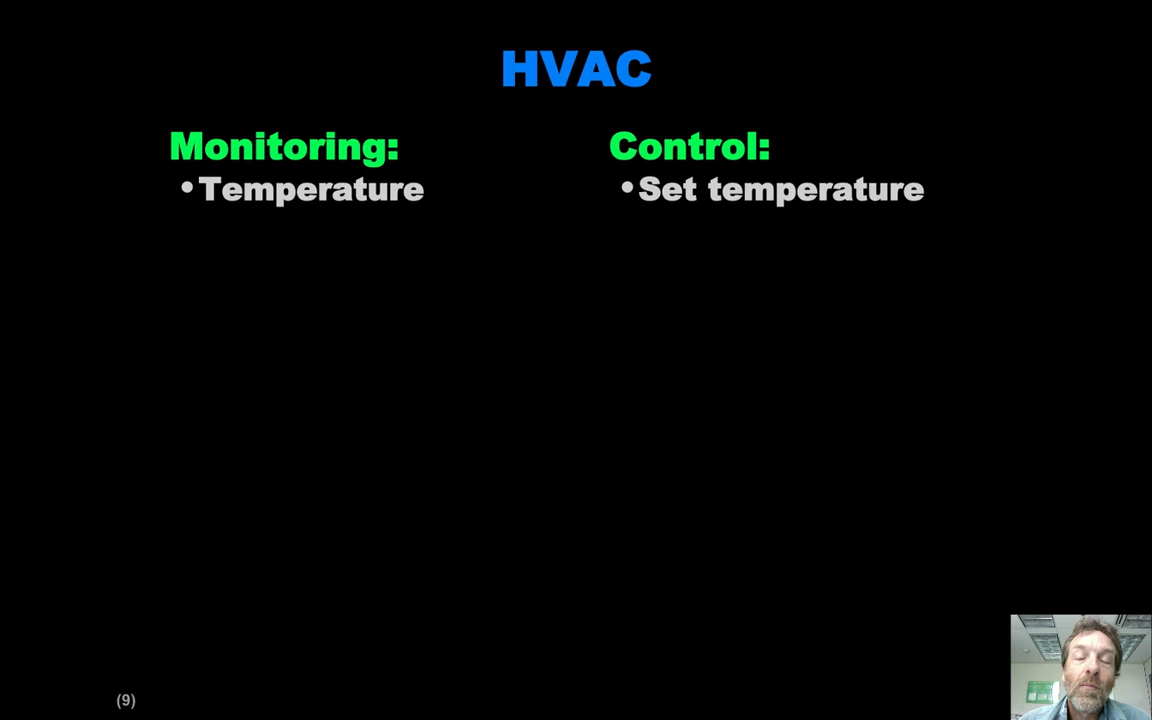 HVAC
Monitoring:
•Temperature
Control:
•Set temperature
(9)